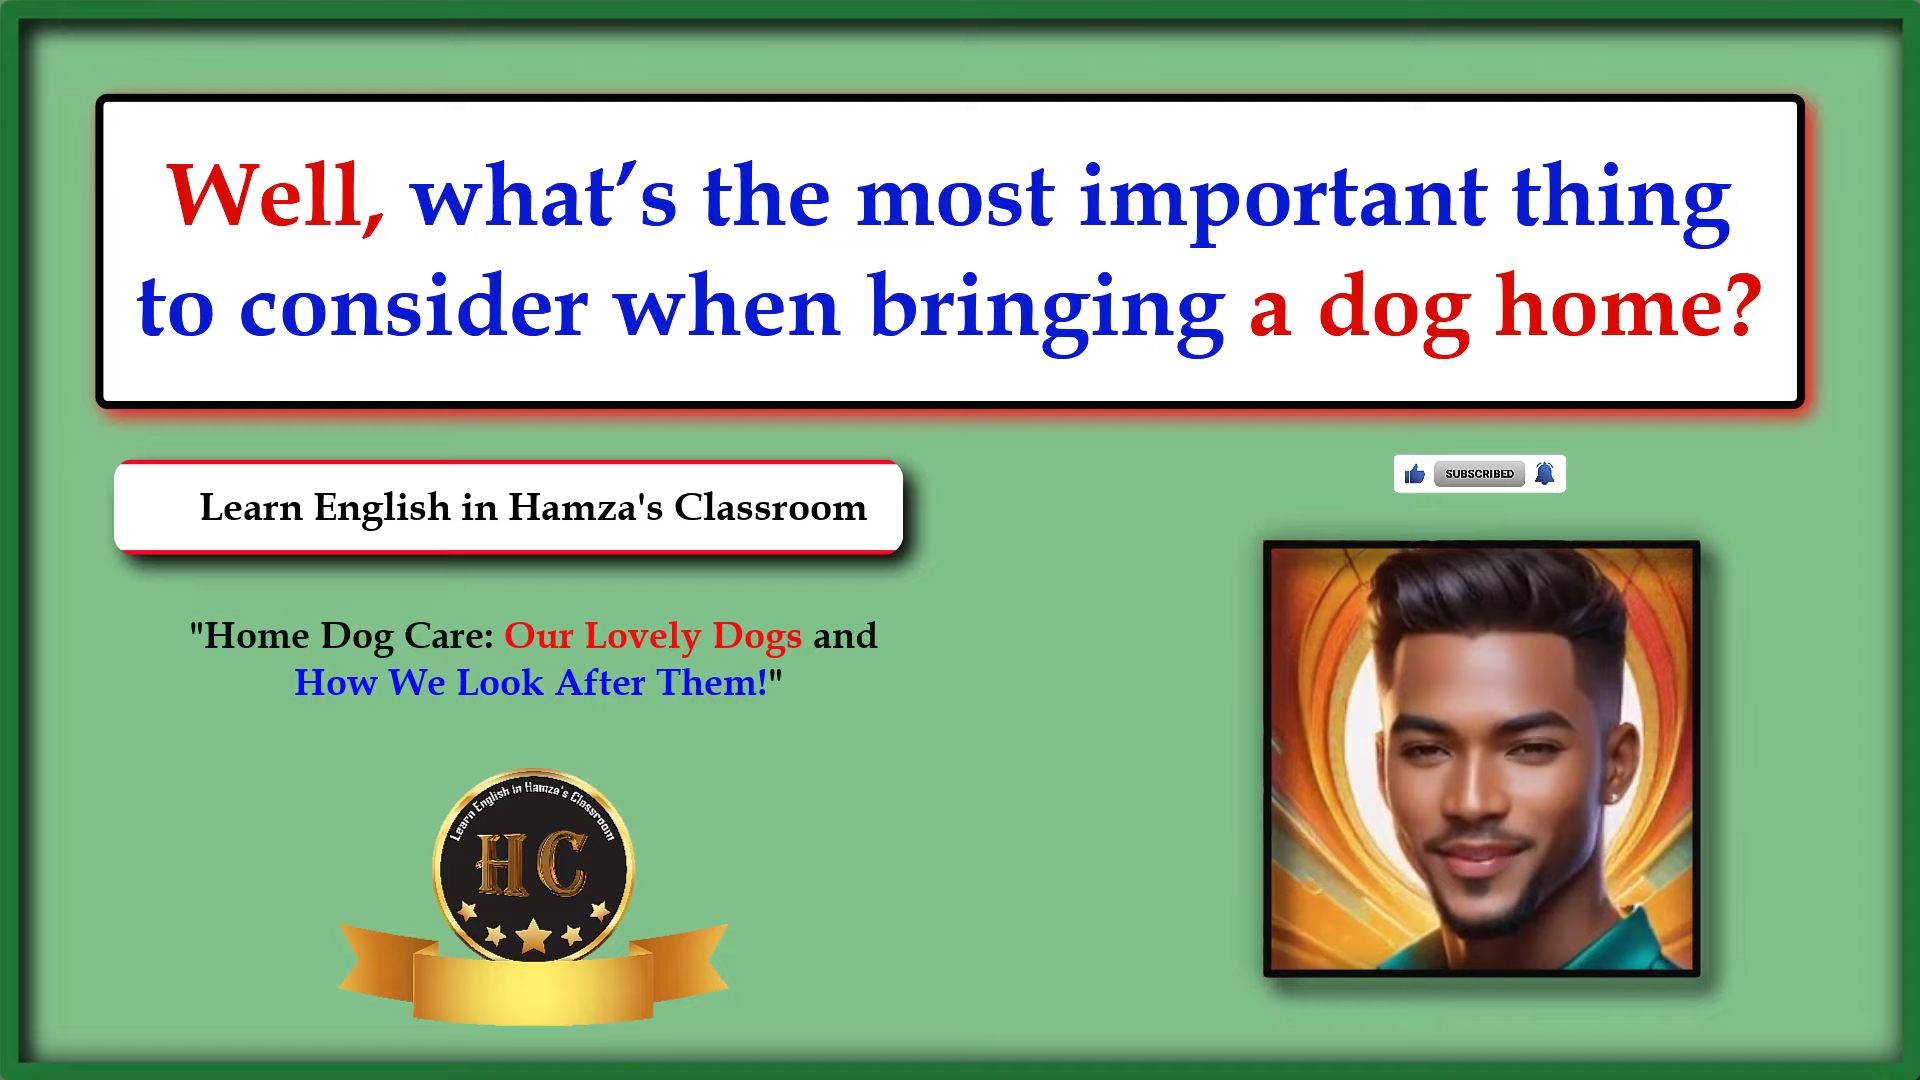 Well, what’s the most important thing
to consider when bringing a dog home?
Learn English in Hamza's Classroom
SUBSCRIBED
"Home Dog Care: Our Lovely Dogs and
How We Look After Them!"
Learn English in Hamza's Classroom
HC